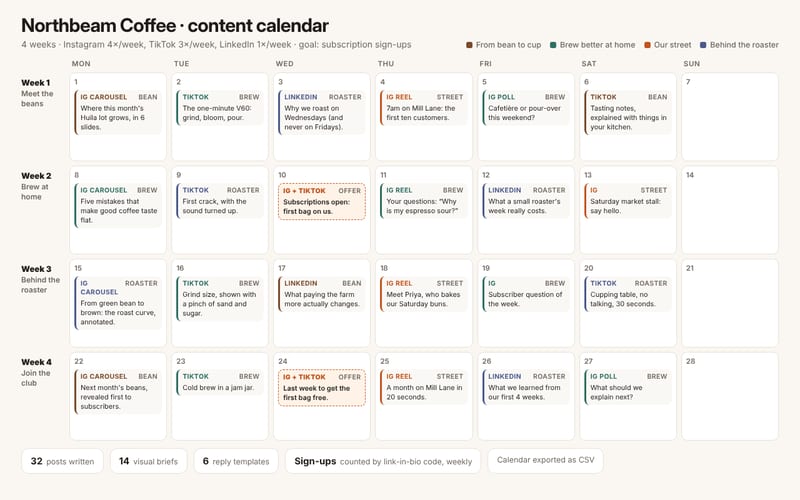 Northbeam Coffee · content calendar
4 weeks · Instagram 4×/week, TikTok 3×/week, LinkedIn 1×/week · goal: subscription sign-ups
From bean to cup
Brew better at home
Our street
Behind the roaster
MON
TUE
WED
THU
FRI
SAT
SUN
Week 1
Meet the
beans
1
IG CAROUSEL BEAN
Where this month's
Huila lot grows, in 6
slides.
2
TIKTOK BREW
The one-minute V60:
grind, bloom, pour.
3
LINKEDIN ROASTER
Why we roast on
Wednesdays (and
never on Fridays).
4
IG REEL STREET
7am on Mill Lane: the
first ten customers.
5
IG POLL BREW
Cafetière or pour-over
this weekend?
6
TIKTOK BEAN
Tasting notes,
explained with things in
your kitchen.
7
Week 2
Brew at
home
8
IG CAROUSEL BREW
Five mistakes that
make good coffee taste
flat.
9
TIKTOK ROASTER
First crack, with the
sound turned up.
10
IG + TIKTOK OFFER
Subscriptions open:
first bag on us.
11
IG REEL BREW
Your questions: "Why
is my espresso sour?"
12
LINKEDIN ROASTER
What a small roaster's
week really costs.
13
IG STREET
Saturday market stall:
say hello.
14
Week 3
Behind the
roaster
15
IG ROASTER
CAROUSEL
From green bean to
brown: the roast curve,
annotated.
16
TIKTOK BREW
Grind size, shown with
a pinch of sand and
sugar.
17
LINKEDIN BEAN
What paying the farm
more actually changes.
18
IG REEL STREET
Meet Priya, who bakes
our Saturday buns.
19
IG BREW
Subscriber question of
the week.
20
TIKTOK ROASTER
Cupping table, no
talking, 30 seconds.
21
Week 4
Join the
club
22
IG CAROUSEL BEAN
Next month's beans,
revealed first to
subscribers.
23
TIKTOK BREW
Cold brew in a jam jar.
24
IG + TIKTOK OFFER
Last week to get the
first bag free.
25
IG REEL STREET
A month on Mill Lane in
20 seconds.
26
LINKEDIN ROASTER
What we learned from
our first 4 weeks.
27
IG POLL BREW
What should we
explain next?
28
32 posts written
14 visual briefs
6 reply templates
Sign-ups counted by link-in-bio code, weekly
Calendar exported as CSV